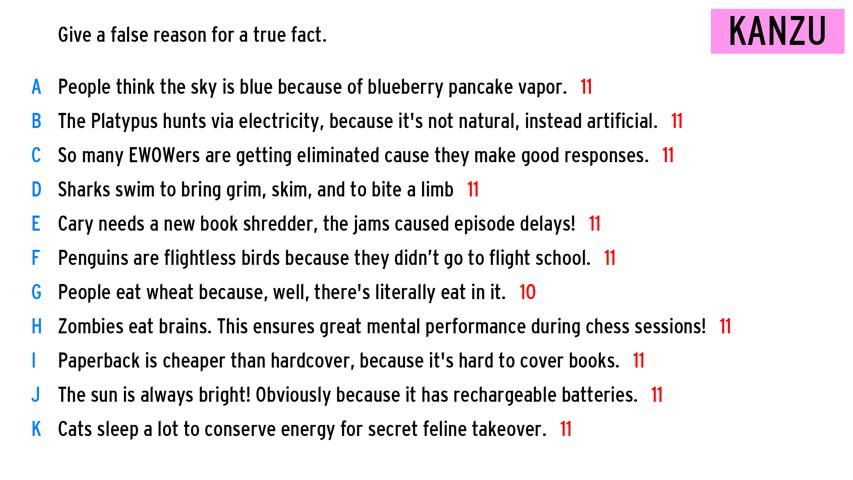 Give a false reason for a true fact.
KANZU
A People think the sky is blue because of blueberry pancake vapor. 11
B The Platypus hunts via electricity, because it's not natural, instead artificial. 11
C So many EWOWers are getting eliminated cause they make good responses. 11
D Sharks swim to bring grim, skim, and to bite a limb 11
E Cary needs a new book shredder, the jams caused episode delays! 11
F Penguins are flightless birds because they didn’t go to flight school. 11
G People eat wheat because, well, there's literally eat in it. 10
H Zombies eat brains. This ensures great mental performance during chess sessions! 11
I Paperback is cheaper than hardcover, because it's hard to cover books. 11
J The sun is always bright! Obviously because it has rechargeable batteries. 11
K Cats sleep a lot to conserve energy for secret feline takeover. 11